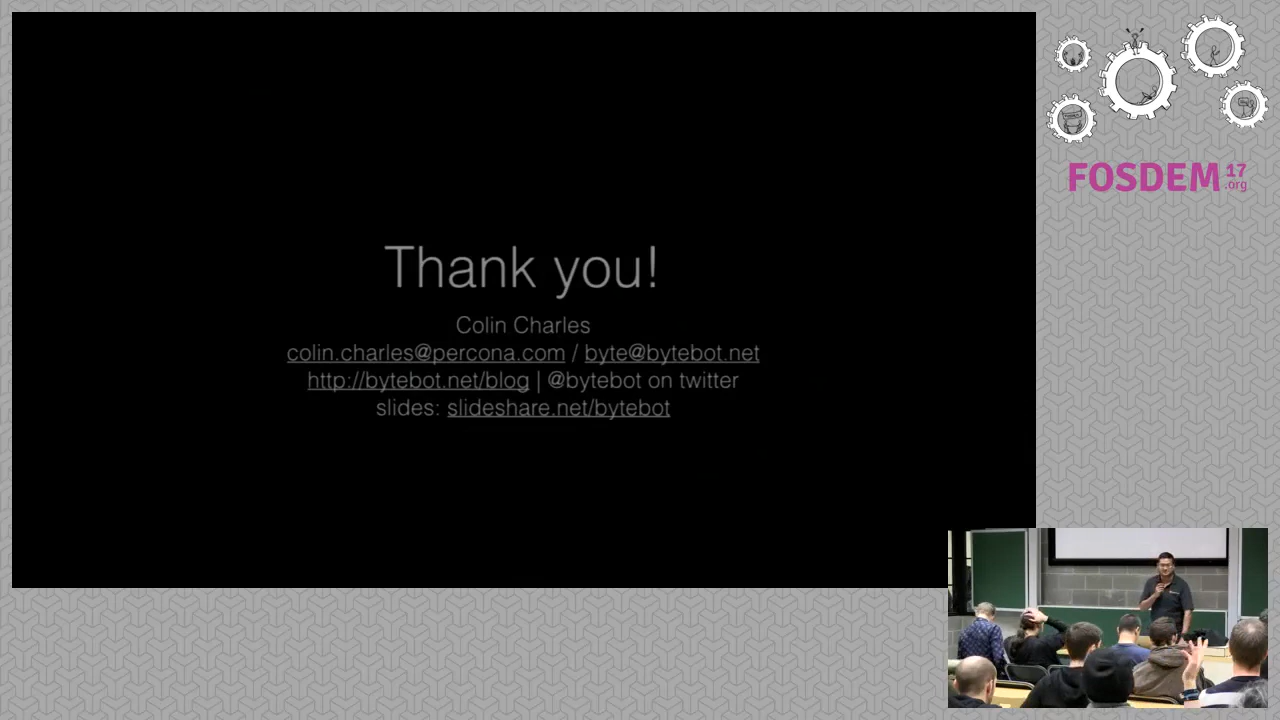 Thank you!
Colin Charles
colin.charles@percona.com / byte@bytebot.net
http://bytebot.net/blog | @bytebot on twitter
slides: slideshare.net/bytebot
FOSDEM 17
.org